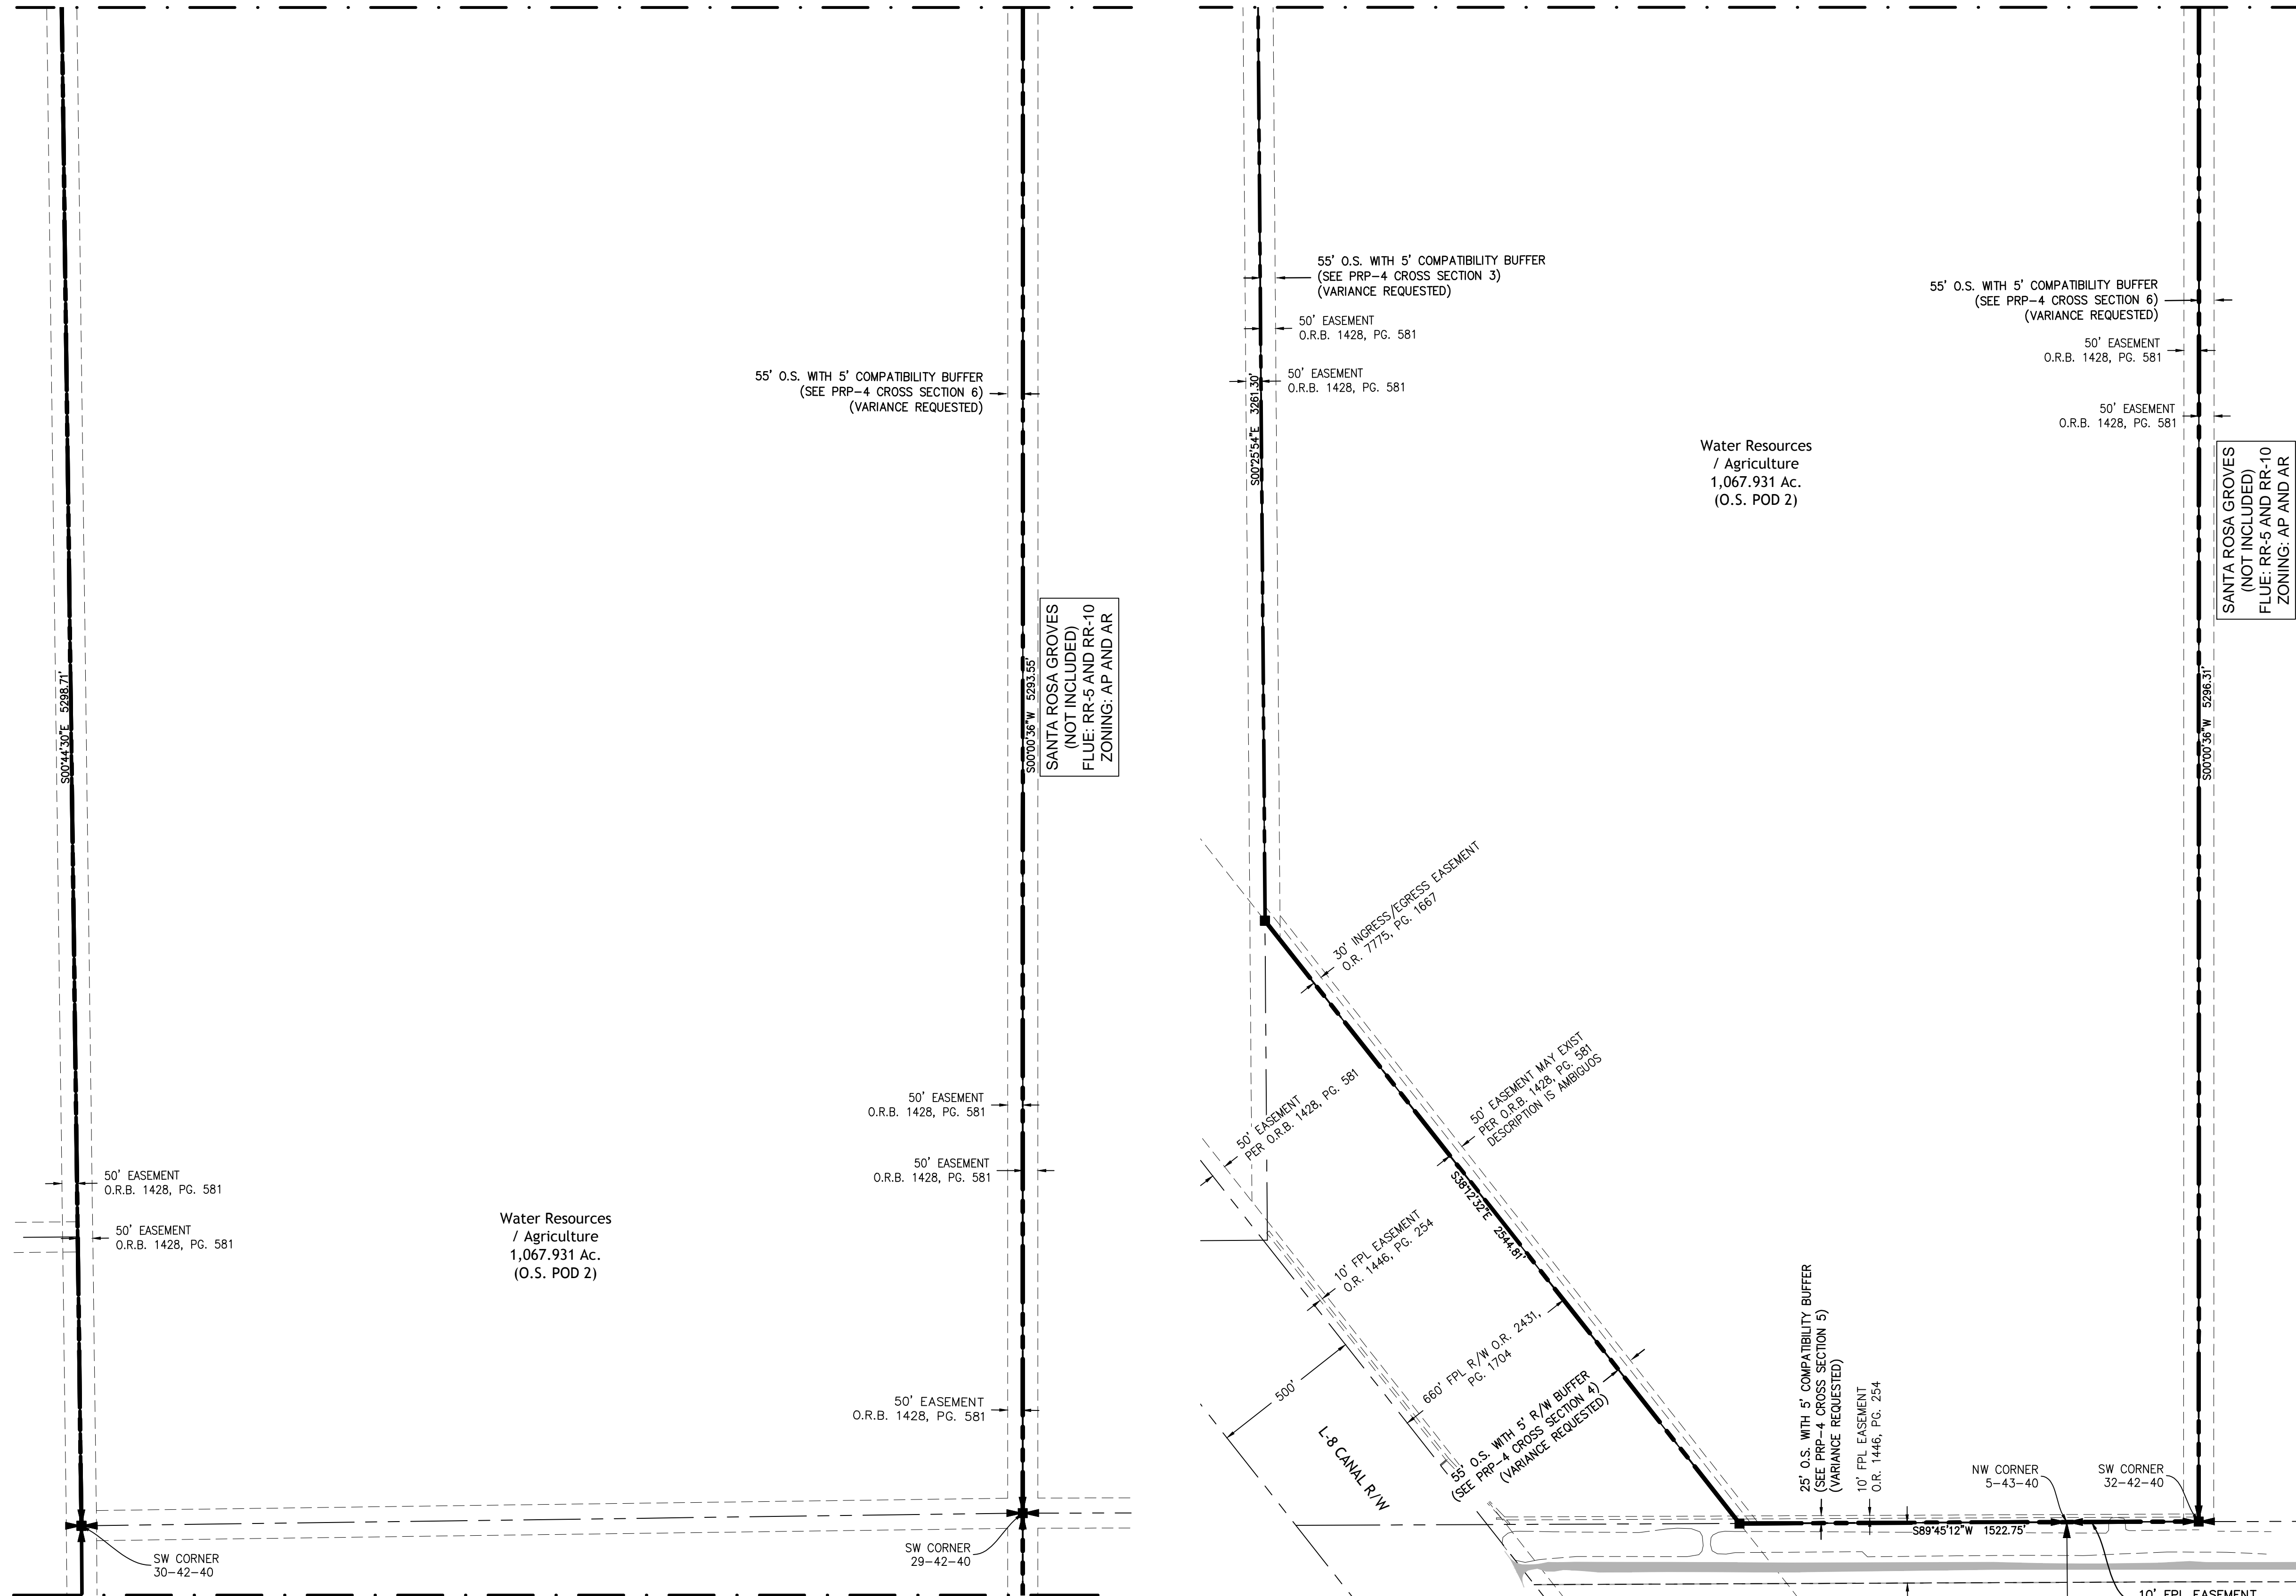 55' O.S. WITH 5' COMPATIBILITY BUFFER
(SEE PRP-4 CROSS SECTION 6)
(VARIANCE REQUESTED)
S00°44'30"E 5298.71'
S00°00'36"W 5293.55'
SANTA ROSA GROVES
(NOT INCLUDED)
FLUE: RR-5 AND RR-10
ZONING: AP AND AR
50' EASEMENT
O.R.B. 1428, PG. 581
50' EASEMENT
O.R.B. 1428, PG. 581
50' EASEMENT
O.R.B. 1428, PG. 581
50' EASEMENT
O.R.B. 1428, PG. 581
Water Resources
/ Agriculture
1,067.931 Ac.
(O.S. POD 2)
50' EASEMENT
O.R.B. 1428, PG. 581
SW CORNER
30-42-40
SW CORNER
29-42-40
55' O.S. WITH 5' COMPATIBILITY BUFFER
(SEE PRP-4 CROSS SECTION 3)
(VARIANCE REQUESTED)
50' EASEMENT
O.R.B. 1428, PG. 581
50' EASEMENT
O.R.B. 1428, PG. 581
S00°25'54"E 3261.30'
55' O.S. WITH 5' COMPATIBILITY BUFFER
(SEE PRP-4 CROSS SECTION 6)
(VARIANCE REQUESTED)
50' EASEMENT
O.R.B. 1428, PG. 581
50' EASEMENT
O.R.B. 1428, PG. 581
Water Resources
/ Agriculture
1,067.931 Ac.
(O.S. POD 2)
SANTA ROSA GROVES
(NOT INCLUDED)
FLUE: RR-5 AND RR-10
ZONING: AP AND AR
S00°00'36"W 5296.31'
30' INGRESS/EGRESS EASEMENT
O.R. 7775, PG. 1667
50' EASEMENT MAY EXIST
PER O.R.B. 1428, PG. 581
DESCRIPTION IS AMBIGUOS
50' EASEMENT
PER O.R.B. 1428, PG. 581
S38°12'32"E 2544.81'
10' FPL EASEMENT
O.R. 1446, PG. 254
660' FPL R/W O.R. 2431,
PG. 1704
500'
L-8 CANAL R/W
55' O.S. WITH 5' R/W BUFFER
(SEE PRP-4 CROSS SECTION 4)
(VARIANCE REQUESTED)
25' O.S. WITH 5' COMPATIBILITY BUFFER
(SEE PRP-4 CROSS SECTION 5)
(VARIANCE REQUESTED)
10' FPL EASEMENT
O.R. 1446, PG. 254
NW CORNER
5-43-40
SW CORNER
32-42-40
S89°45'12"W 1522.75'
10' FPL EASEMENT